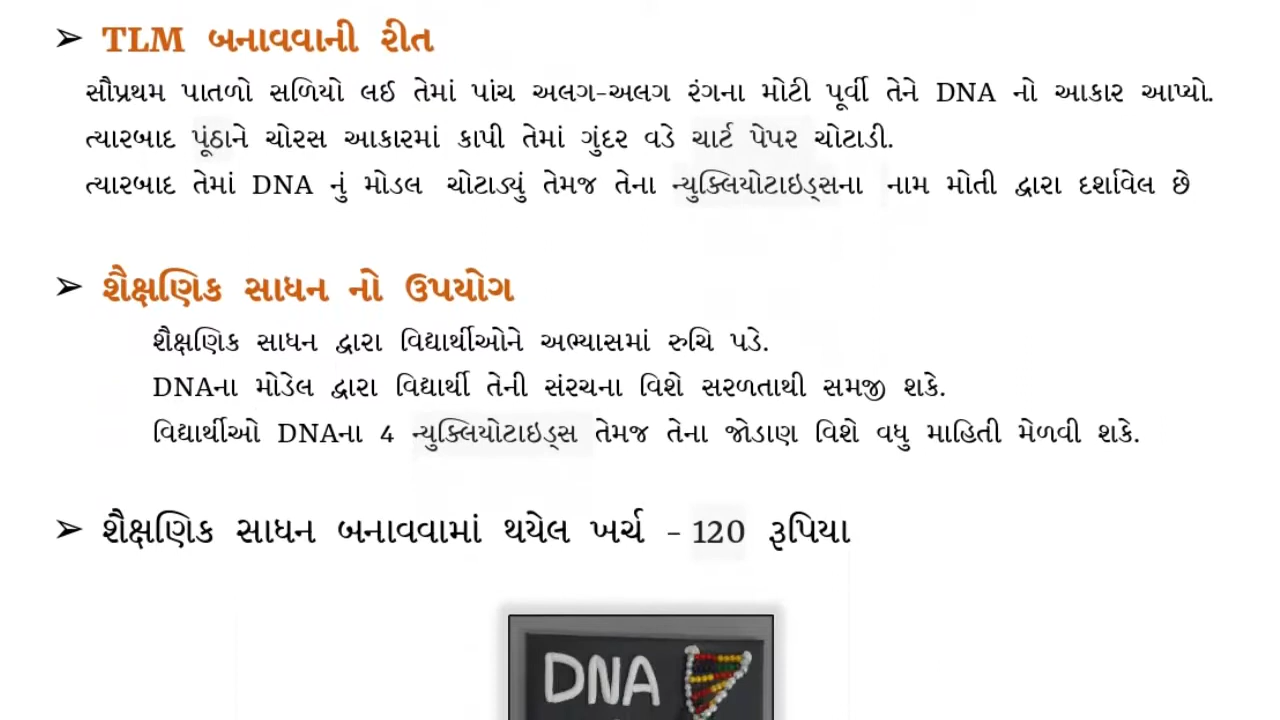 ➢ TLM બનાવવાની રીત
સૌપ્રથમ પાતળો સળિયો લઈ તેમાં પાંચ અલગ-અલગ રંગના મોટી પૂર્વી તેને DNA નો આકાર આપ્યો.
ત્યારબાદ પૂંઠાને ચોરસ આકારમાં કાપી તેમાં ગુંદર વડે ચાર્ટ પેપર ચોટાડી.
ત્યારબાદ તેમાં DNA નું મોડલ ચોટાડ્યું તેમજ તેના ન્યુક્લિયોટાઇડ્સના નામ મોતી દ્વારા દર્શાવેલ છે
➢ શૈક્ષણિક સાધન નો ઉપયોગ
શૈક્ષણિક સાધન દ્વારા વિદ્યાર્થીઓને અભ્યાસમાં રુચિ પડે.
DNAના મોડેલ દ્વારા વિદ્યાર્થી તેની સંરચના વિશે સરળતાથી સમજી શકે.
વિદ્યાર્થીઓ DNAના 4 ન્યુક્લિયોટાઇડ્સ તેમજ તેના જોડાણ વિશે વધુ માહિતી મેળવી શકે.
➢ શૈક્ષણિક સાધન બનાવવામાં થયેલ ખર્ચ - 120 રૂપિયા
DNA